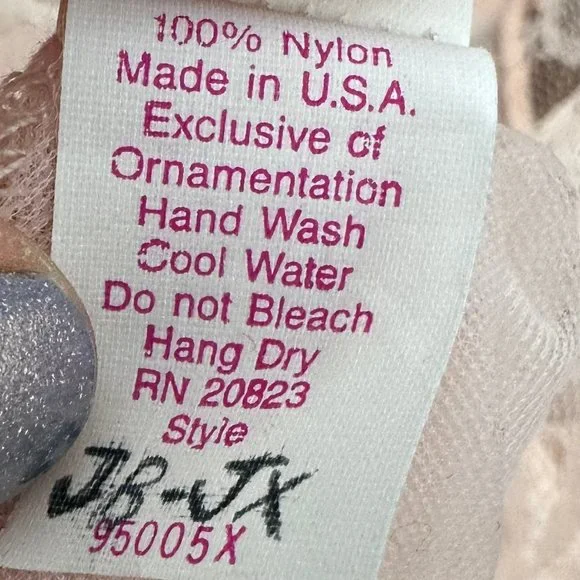 100% Nylon
Made in U.S.A.
Exclusive of
Ornamentation
Hand Wash
Cool Water
Do not Bleach
Hang Dry
RN 20823
Style
JB-JX
95005X